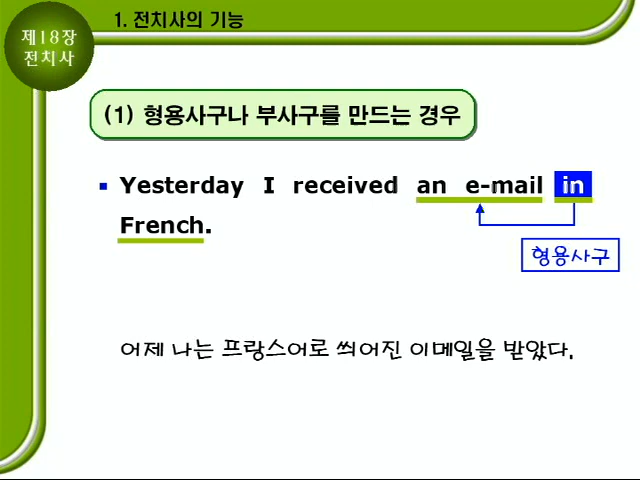 제18장
전치사
1. 전치사의 기능
(1) 형용사구나 부사구를 만드는 경우
Yesterday I received an e-mail in
French.
형용사구
어제 나는 프랑스어로 씌어진 이메일을 받았다.